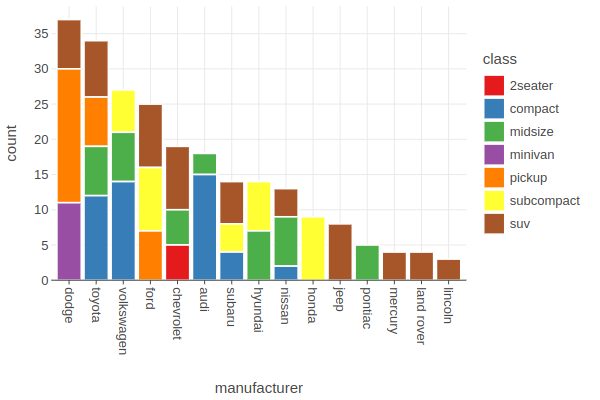 35
30
25
20
15
10
5
0
count
dodge
toyota
volkswagen
ford
chevrolet
audi
subaru
hyundai
nissan
honda
jeep
pontiac
mercury
land rover
lincoln
manufacturer
class
2seater
compact
midsize
minivan
pickup
subcompact
suv